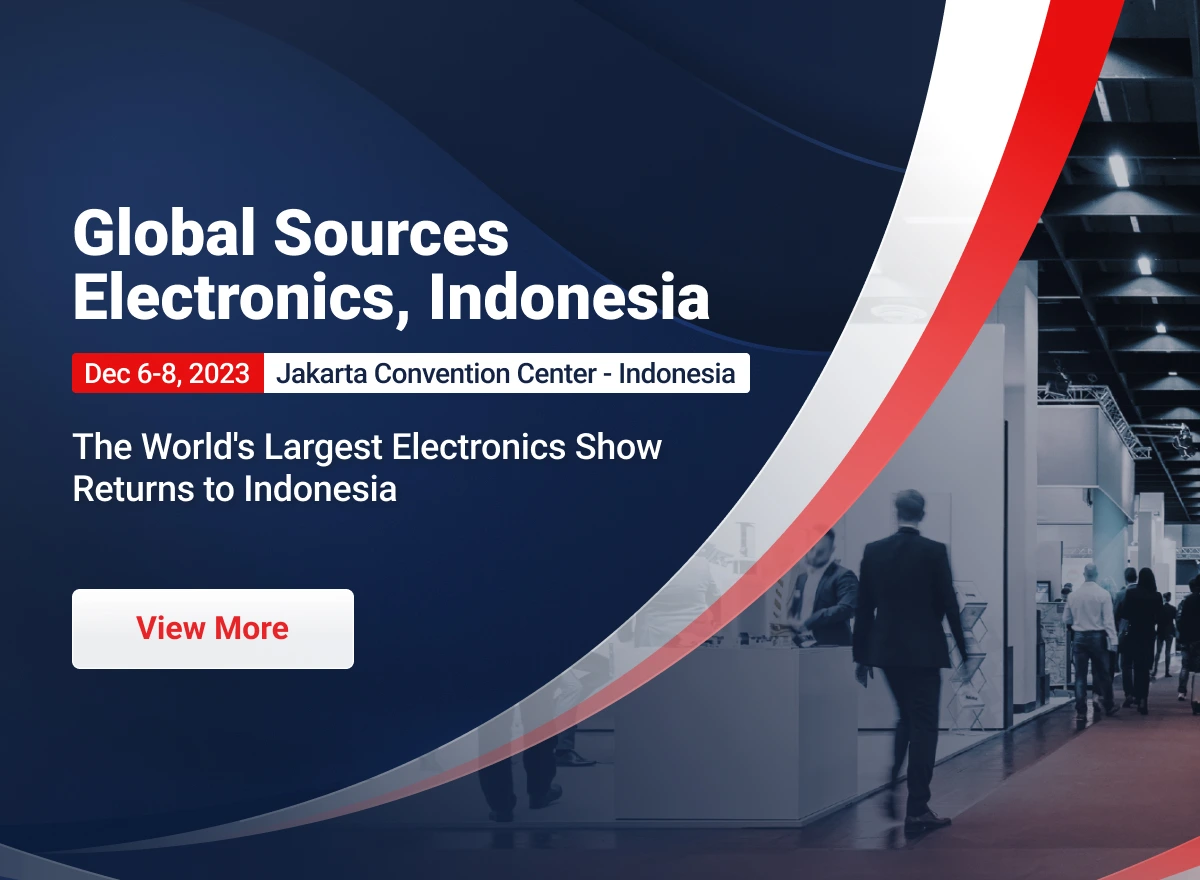 Global Sources
Electronics, Indonesia
Dec 6-8, 2023 Jakarta Convention Center - Indonesia
The World's Largest Electronics Show
Returns to Indonesia
View More